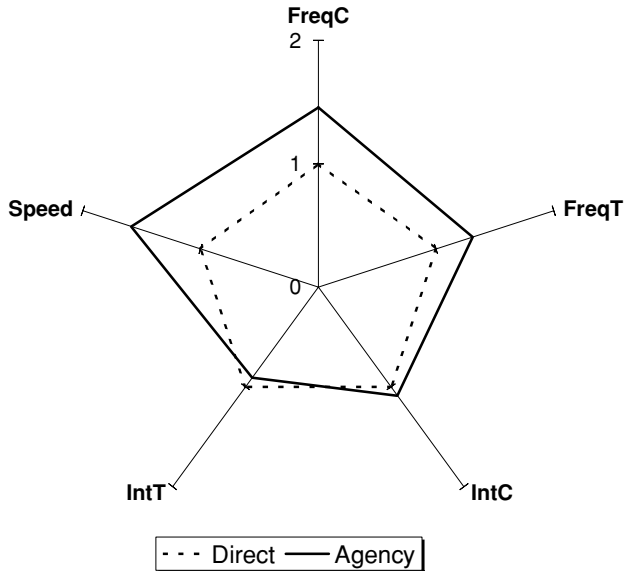 FreqC
2
1
Speed
FreqT
0
IntT
IntC
Direct Agency